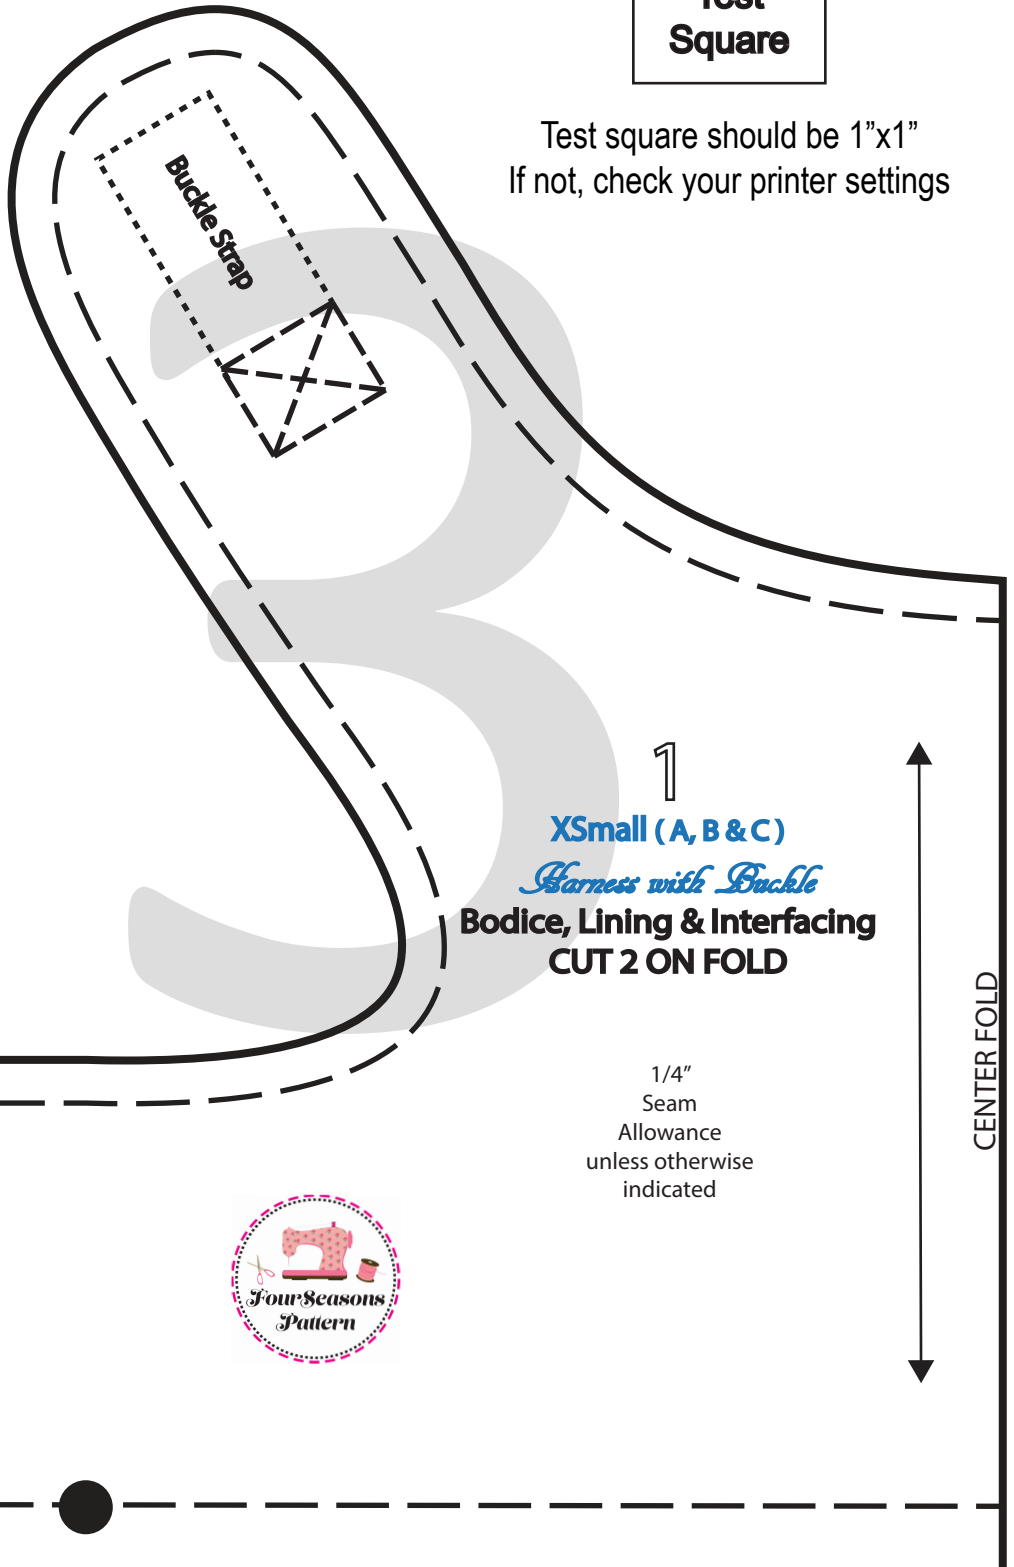 Test
Square
Test square should be 1”x1”
If not, check your printer settings
Buckle Strap
3
1
XSmall ( A, B & C )
Harness with Buckle
Bodice, Lining & Interfacing
CUT 2 ON FOLD
1/4”
Seam
Allowance
unless otherwise
indicated
CENTER FOLD
FourSeasons
Pattern